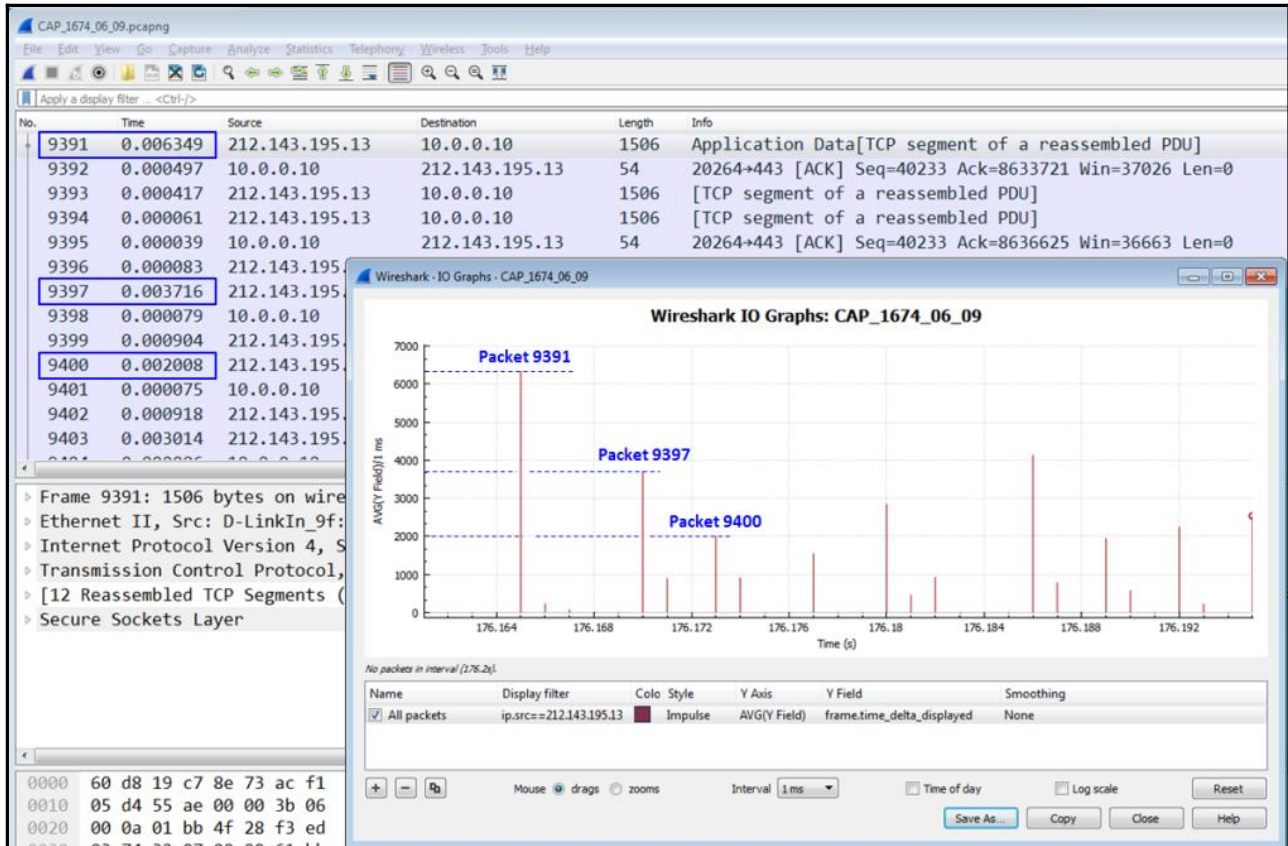 CAP_1674_06_09.pcapng
File Edit View Go Capture Analyze Statistics Telephony Wireless Tools Help
Apply a display filter ... <Ctrl-/>
No. Time Source Destination Length Info
9391 0.006349 212.143.195.13 10.0.0.10 1506 Application Data[TCP segment of a reassembled PDU]
9392 0.000497 10.0.0.10 212.143.195.13 54 20264→443 [ACK] Seq=40233 Ack=8633721 Win=37026 Len=0
9393 0.000417 212.143.195.13 10.0.0.10 1506 [TCP segment of a reassembled PDU]
9394 0.000061 212.143.195.13 10.0.0.10 1506 [TCP segment of a reassembled PDU]
9395 0.000039 10.0.0.10 212.143.195.13 54 20264→443 [ACK] Seq=40233 Ack=8636625 Win=36663 Len=0
9396 0.000083 212.143.195.
9397 0.003716 212.143.195.
9398 0.000079 10.0.0.10
9399 0.000904 212.143.195.
9400 0.002008 212.143.195.
9401 0.000075 10.0.0.10
9402 0.000918 212.143.195.
9403 0.003014 212.143.195.
Frame 9391: 1506 bytes on wire
Ethernet II, Src: D-LinkIn_9f:
Internet Protocol Version 4, S
Transmission Control Protocol,
[12 Reassembled TCP Segments (
Secure Sockets Layer
0000 60 d8 19 c7 8e 73 ac f1
0010 05 d4 55 ae 00 00 3b 06
0020 00 0a 01 bb 4f 28 f3 ed
Wireshark - IO Graphs - CAP_1674_06_09
Wireshark IO Graphs: CAP_1674_06_09
AVG(Y Field)/1 ms
7000
6000
5000
4000
3000
2000
1000
0
Packet 9391
Packet 9397
Packet 9400
176.164 176.168 176.172 176.176 176.18 176.184 176.188 176.192
Time (s)
No packets in interval (176.2s).
Name Display filter Colo Style Y Axis Y Field Smoothing
All packets ip.src==212.143.195.13 Impulse AVG(Y Field) frame.time_delta_displayed None
+ − Mouse drags zooms Interval 1 ms Time of day Log scale Reset
Save As... Copy Close Help